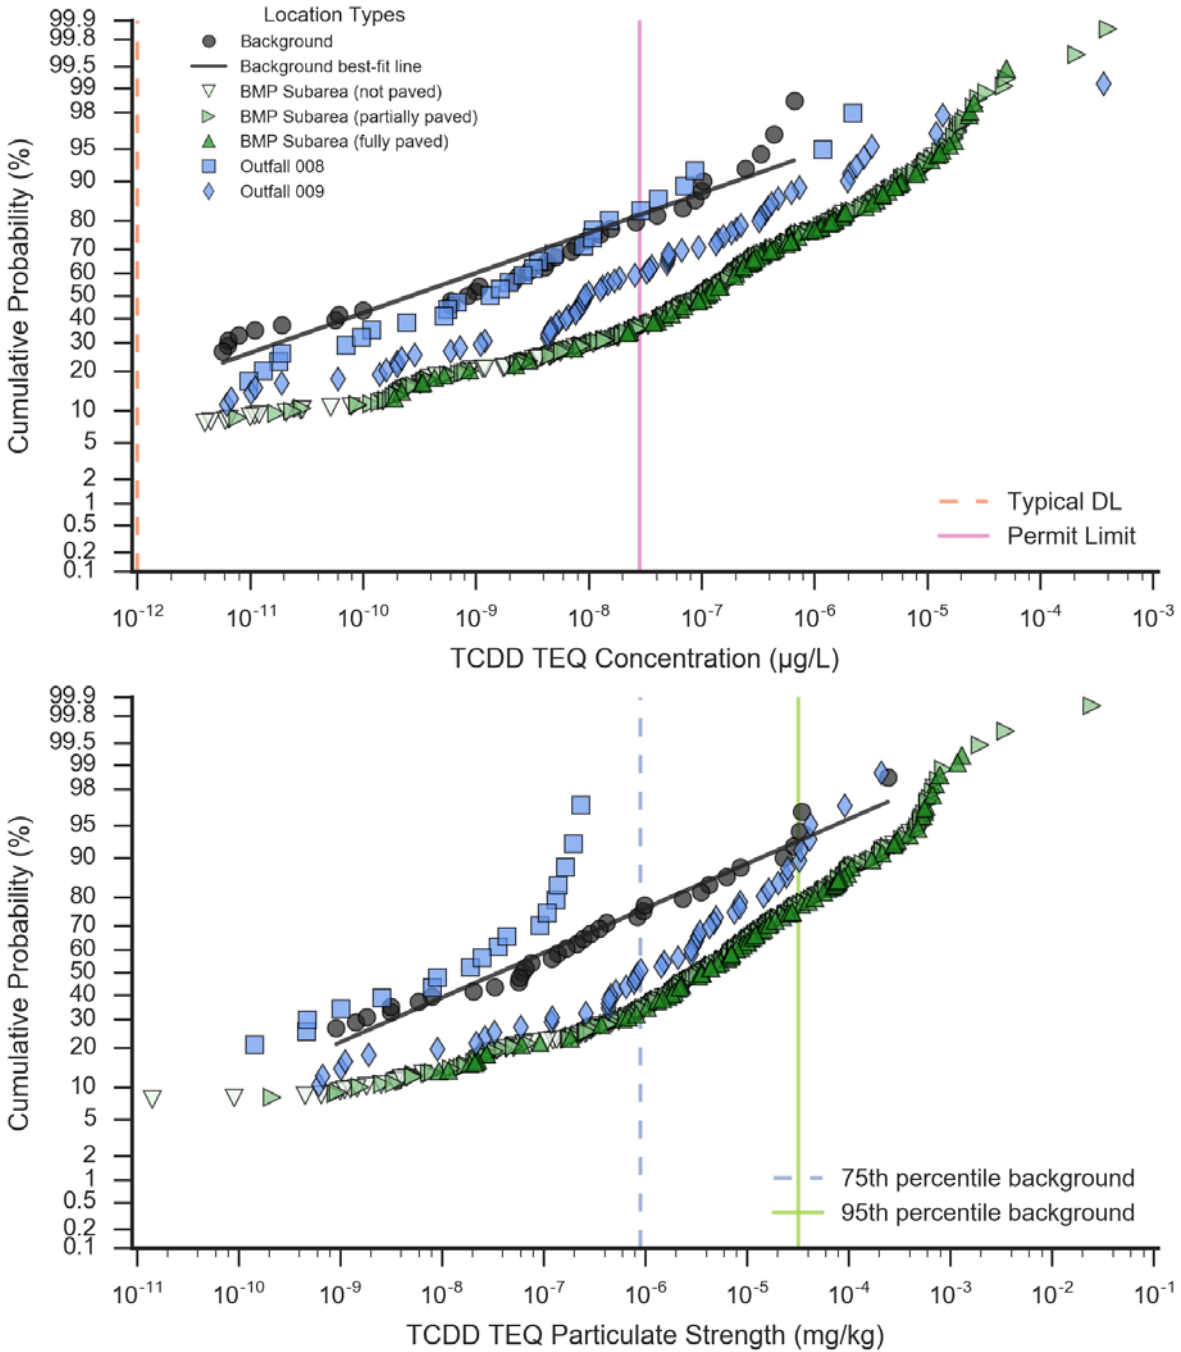 Location Types
Background
Background best-fit line
BMP Subarea (not paved)
BMP Subarea (partially paved)
BMP Subarea (fully paved)
Outfall 008
Outfall 009
Cumulative Probability (%)
99.9
99.8
99.5
99
98
95
90
80
70
60
50
40
30
20
10
5
2
1
0.5
0.2
0.1
Typical DL
Permit Limit
10-12 10-11 10-10 10-9 10-8 10-7 10-6 10-5 10-4 10-3
TCDD TEQ Concentration (µg/L)
Cumulative Probability (%)
99.9
99.8
99.5
99
98
95
90
80
70
60
50
40
30
20
10
5
2
1
0.5
0.2
0.1
75th percentile background
95th percentile background
10-11 10-10 10-9 10-8 10-7 10-6 10-5 10-4 10-3 10-2 10-1
TCDD TEQ Particulate Strength (mg/kg)